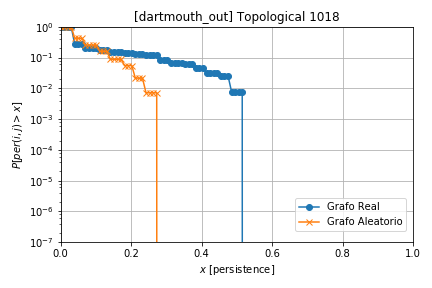 [dartmouth_out] Topological 1018
10^0
10^-1
10^-2
10^-3
10^-4
10^-5
10^-6
10^-7
P[per(i,j) > x]
Grafo Real
Grafo Aleatorio
0.0 0.2 0.4 0.6 0.8 1.0
x [persistence]